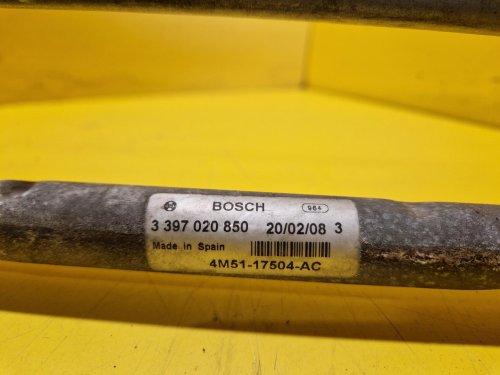 BOSCH 964
3 397 020 850 20/02/08 3
Made in Spain
4M51-17504-AC